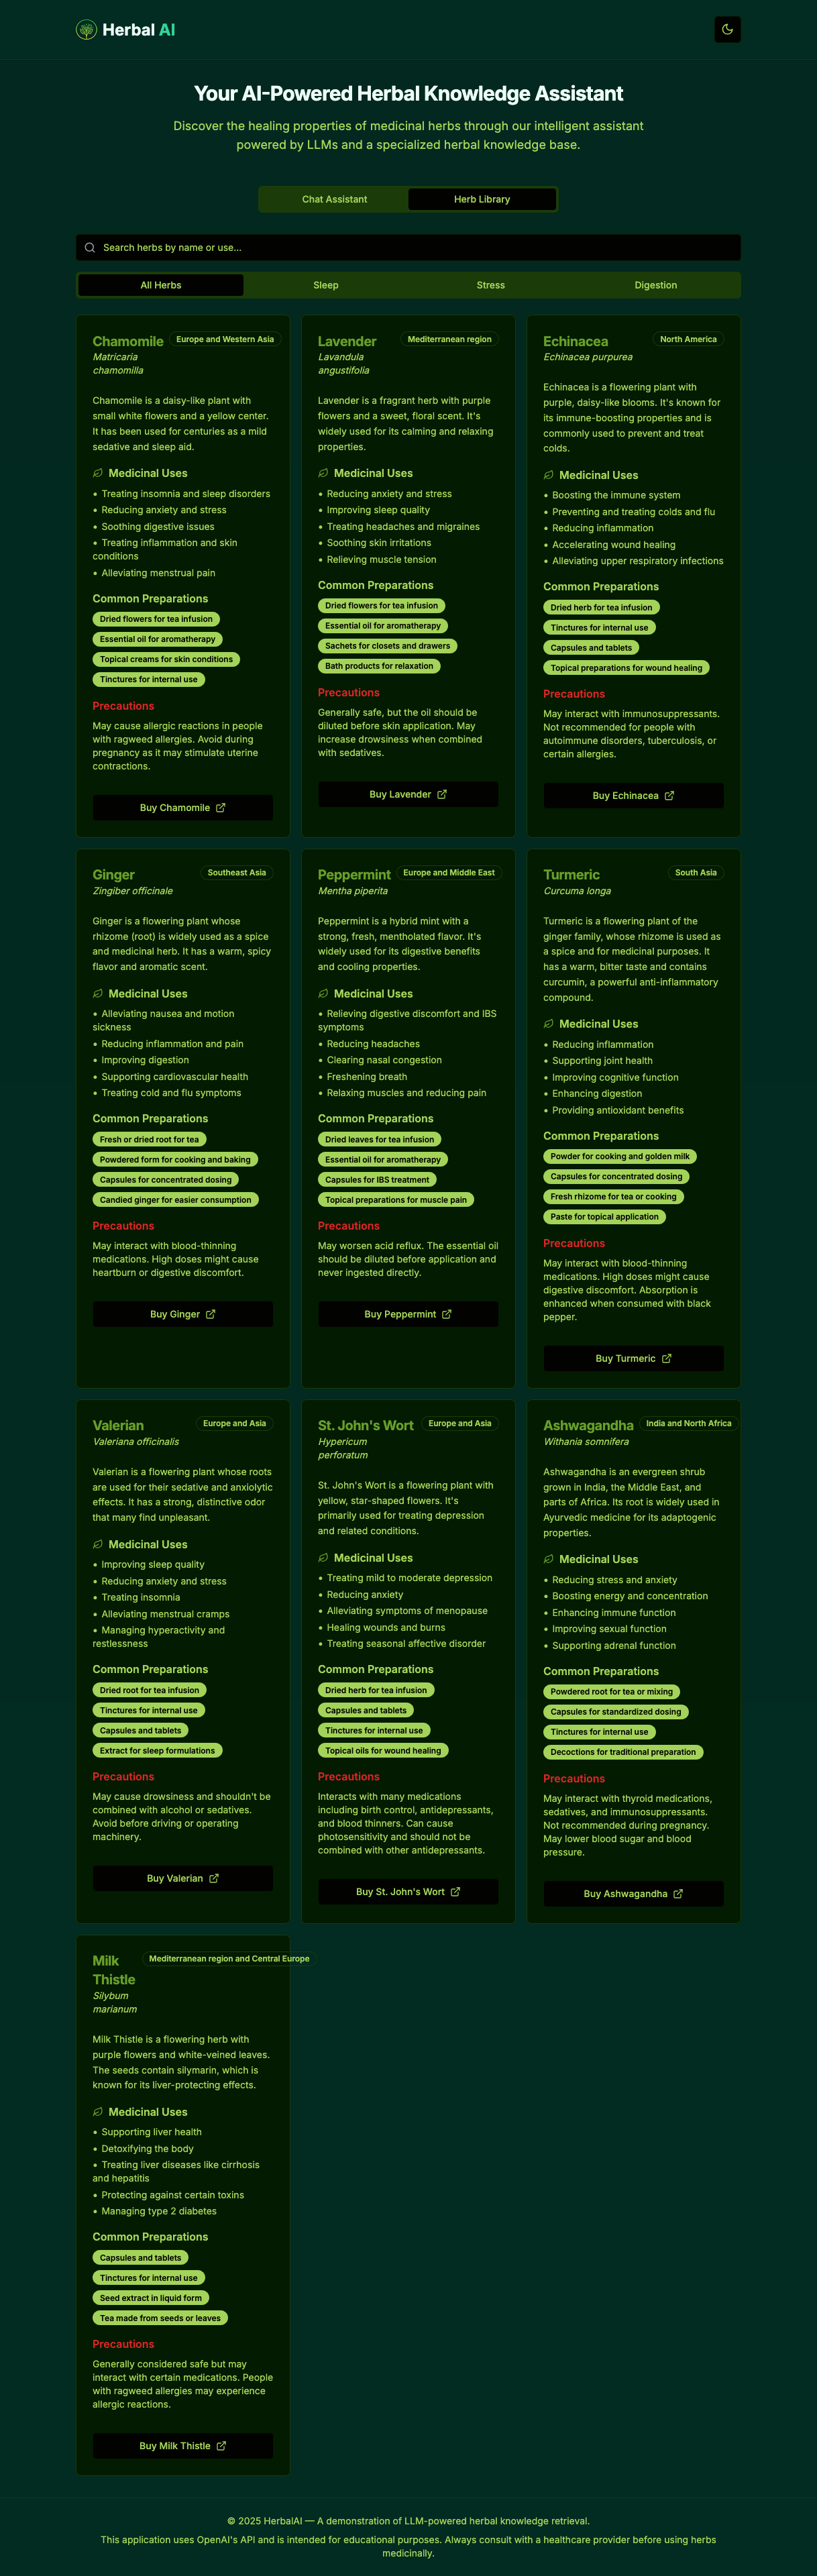 Herbal AI
Your AI-Powered Herbal Knowledge Assistant
Discover the healing properties of medicinal herbs through our intelligent assistant
powered by LLMs and a specialized herbal knowledge base.
Chat Assistant
Herb Library
Search herbs by name or use...
All Herbs
Sleep
Stress
Digestion
Chamomile
Europe and Western Asia
Matricaria
chamomilla
Chamomile is a daisy-like plant with
small white flowers and a yellow center.
It has been used for centuries as a mild
sedative and sleep aid.
Medicinal Uses
• Treating insomnia and sleep disorders
• Reducing anxiety and stress
• Soothing digestive issues
• Treating inflammation and skin
conditions
• Alleviating menstrual pain
Common Preparations
Dried flowers for tea infusion
Essential oil for aromatherapy
Topical creams for skin conditions
Tinctures for internal use
Precautions
May cause allergic reactions in people
with ragweed allergies. Avoid during
pregnancy as it may stimulate uterine
contractions.
Buy Chamomile
Lavender
Mediterranean region
Lavandula
angustifolia
Lavender is a fragrant herb with purple
flowers and a sweet, floral scent. It's
widely used for its calming and relaxing
properties.
Medicinal Uses
• Reducing anxiety and stress
• Improving sleep quality
• Treating headaches and migraines
• Soothing skin irritations
• Relieving muscle tension
Common Preparations
Dried flowers for tea infusion
Essential oil for aromatherapy
Sachets for closets and drawers
Bath products for relaxation
Precautions
Generally safe, but the oil should be
diluted before skin application. May
increase drowsiness when combined
with sedatives.
Buy Lavender
Echinacea
North America
Echinacea purpurea
Echinacea is a flowering plant with
purple, daisy-like blooms. It's known for
its immune-boosting properties and is
commonly used to prevent and treat
colds.
Medicinal Uses
• Boosting the immune system
• Preventing and treating colds and flu
• Reducing inflammation
• Accelerating wound healing
• Alleviating upper respiratory infections
Common Preparations
Dried herb for tea infusion
Tinctures for internal use
Capsules and tablets
Topical preparations for wound healing
Precautions
May interact with immunosuppressants.
Not recommended for people with
autoimmune disorders, tuberculosis, or
certain allergies.
Buy Echinacea
Ginger
Southeast Asia
Zingiber officinale
Ginger is a flowering plant whose
rhizome (root) is widely used as a spice
and medicinal herb. It has a warm, spicy
flavor and aromatic scent.
Medicinal Uses
• Alleviating nausea and motion
sickness
• Reducing inflammation and pain
• Improving digestion
• Supporting cardiovascular health
• Treating cold and flu symptoms
Common Preparations
Fresh or dried root for tea
Powdered form for cooking and baking
Capsules for concentrated dosing
Candied ginger for easier consumption
Precautions
May interact with blood-thinning
medications. High doses might cause
heartburn or digestive discomfort.
Buy Ginger
Peppermint
Europe and Middle East
Mentha piperita
Peppermint is a hybrid mint with a
strong, fresh, mentholated flavor. It's
widely used for its digestive benefits
and cooling properties.
Medicinal Uses
• Relieving digestive discomfort and IBS
symptoms
• Reducing headaches
• Clearing nasal congestion
• Freshening breath
• Relaxing muscles and reducing pain
Common Preparations
Dried leaves for tea infusion
Essential oil for aromatherapy
Capsules for IBS treatment
Topical preparations for muscle pain
Precautions
May worsen acid reflux. The essential oil
should be diluted before application and
never ingested directly.
Buy Peppermint
Turmeric
South Asia
Curcuma longa
Turmeric is a flowering plant of the
ginger family, whose rhizome is used as
a spice and for medicinal purposes. It
has a warm, bitter taste and contains
curcumin, a powerful anti-inflammatory
compound.
Medicinal Uses
• Reducing inflammation
• Supporting joint health
• Improving cognitive function
• Enhancing digestion
• Providing antioxidant benefits
Common Preparations
Powder for cooking and golden milk
Capsules for concentrated dosing
Fresh rhizome for tea or cooking
Paste for topical application
Precautions
May interact with blood-thinning
medications. High doses might cause
digestive discomfort. Absorption is
enhanced when consumed with black
pepper.
Buy Turmeric
Valerian
Europe and Asia
Valeriana officinalis
Valerian is a flowering plant whose roots
are used for their sedative and anxiolytic
effects. It has a strong, distinctive odor
that many find unpleasant.
Medicinal Uses
• Improving sleep quality
• Reducing anxiety and stress
• Treating insomnia
• Alleviating menstrual cramps
• Managing hyperactivity and
restlessness
Common Preparations
Dried root for tea infusion
Tinctures for internal use
Capsules and tablets
Extract for sleep formulations
Precautions
May cause drowsiness and shouldn't be
combined with alcohol or sedatives.
Avoid before driving or operating
machinery.
Buy Valerian
St. John's Wort
Europe and Asia
Hypericum
perforatum
St. John's Wort is a flowering plant with
yellow, star-shaped flowers. It's
primarily used for treating depression
and related conditions.
Medicinal Uses
• Treating mild to moderate depression
• Reducing anxiety
• Alleviating symptoms of menopause
• Healing wounds and burns
• Treating seasonal affective disorder
Common Preparations
Dried herb for tea infusion
Capsules and tablets
Tinctures for internal use
Topical oils for wound healing
Precautions
Interacts with many medications
including birth control, antidepressants,
and blood thinners. Can cause
photosensitivity and should not be
combined with other antidepressants.
Buy St. John's Wort
Ashwagandha
India and North Africa
Withania somnifera
Ashwagandha is an evergreen shrub
grown in India, the Middle East, and
parts of Africa. Its root is widely used in
Ayurvedic medicine for its adaptogenic
properties.
Medicinal Uses
• Reducing stress and anxiety
• Boosting energy and concentration
• Enhancing immune function
• Improving sexual function
• Supporting adrenal function
Common Preparations
Powdered root for tea or mixing
Capsules for standardized dosing
Tinctures for internal use
Decoctions for traditional preparation
Precautions
May interact with thyroid medications,
sedatives, and immunosuppressants.
Not recommended during pregnancy.
May lower blood sugar and blood
pressure.
Buy Ashwagandha
Milk
Thistle
Mediterranean region and Central Europe
Silybum
marianum
Milk Thistle is a flowering herb with
purple flowers and white-veined leaves.
The seeds contain silymarin, which is
known for its liver-protecting effects.
Medicinal Uses
• Supporting liver health
• Detoxifying the body
• Treating liver diseases like cirrhosis
and hepatitis
• Protecting against certain toxins
• Managing type 2 diabetes
Common Preparations
Capsules and tablets
Tinctures for internal use
Seed extract in liquid form
Tea made from seeds or leaves
Precautions
Generally considered safe but may
interact with certain medications. People
with ragweed allergies may experience
allergic reactions.
Buy Milk Thistle
© 2025 HerbalAI — A demonstration of LLM-powered herbal knowledge retrieval.
This application uses OpenAI's API and is intended for educational purposes. Always consult with a healthcare provider before using herbs
medicinally.